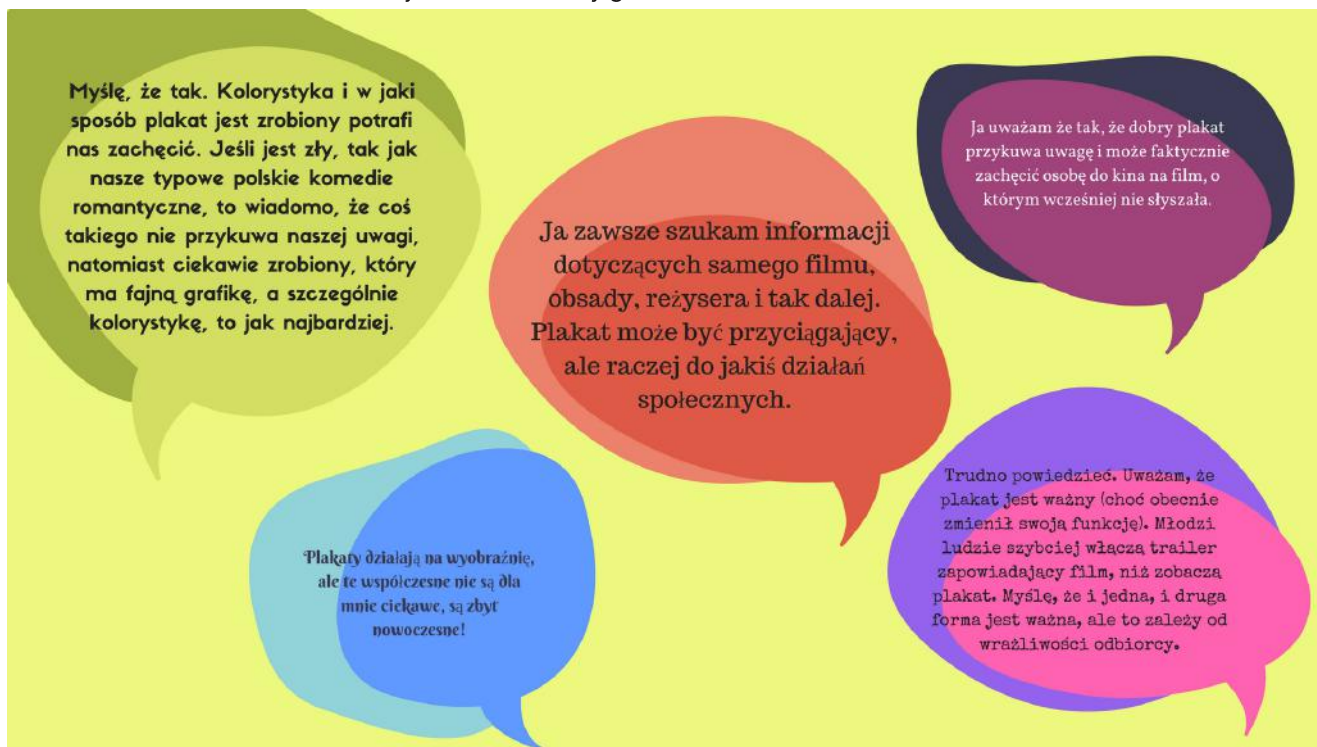 Myślę, że tak. Kolorystyka i w jaki
sposób plakat jest zrobiony potrafi
nas zachęcić. Jeśli jest zły, tak jak
nasze typowe polskie komedie
romantyczne, to wiadomo, że coś
takiego nie przykuwa naszej uwagi,
natomiast ciekawie zrobiony, który
ma fajną grafikę, a szczególnie
kolorystykę, to jak najbardziej.
Ja zawsze szukam informacji
dotyczących samego filmu,
obsady, reżysera i tak dalej.
Plakat może być przyciągający,
ale raczej do jakiś działań
społecznych.
Ja uważam że tak, że dobry plakat
przykuwa uwagę i może faktycznie
zachęcić osobę do kina na film, o
którym wcześniej nie słyszała.
Plakaty działają na wyobraźnię,
ale te współczesne nie są dla
mnie ciekawe, są zbyt
nowoczesne!
Trudno powiedzieć. Uważam, że
plakat jest ważny (choć obecnie
zmienił swoją funkcję). Młodzi
ludzie szybciej włączą trailer
zapowiadający film, niż zobaczą
plakat. Myślę, że i jedna, i druga
forma jest ważna, ale to zależy od
wrażliwości odbiorcy.